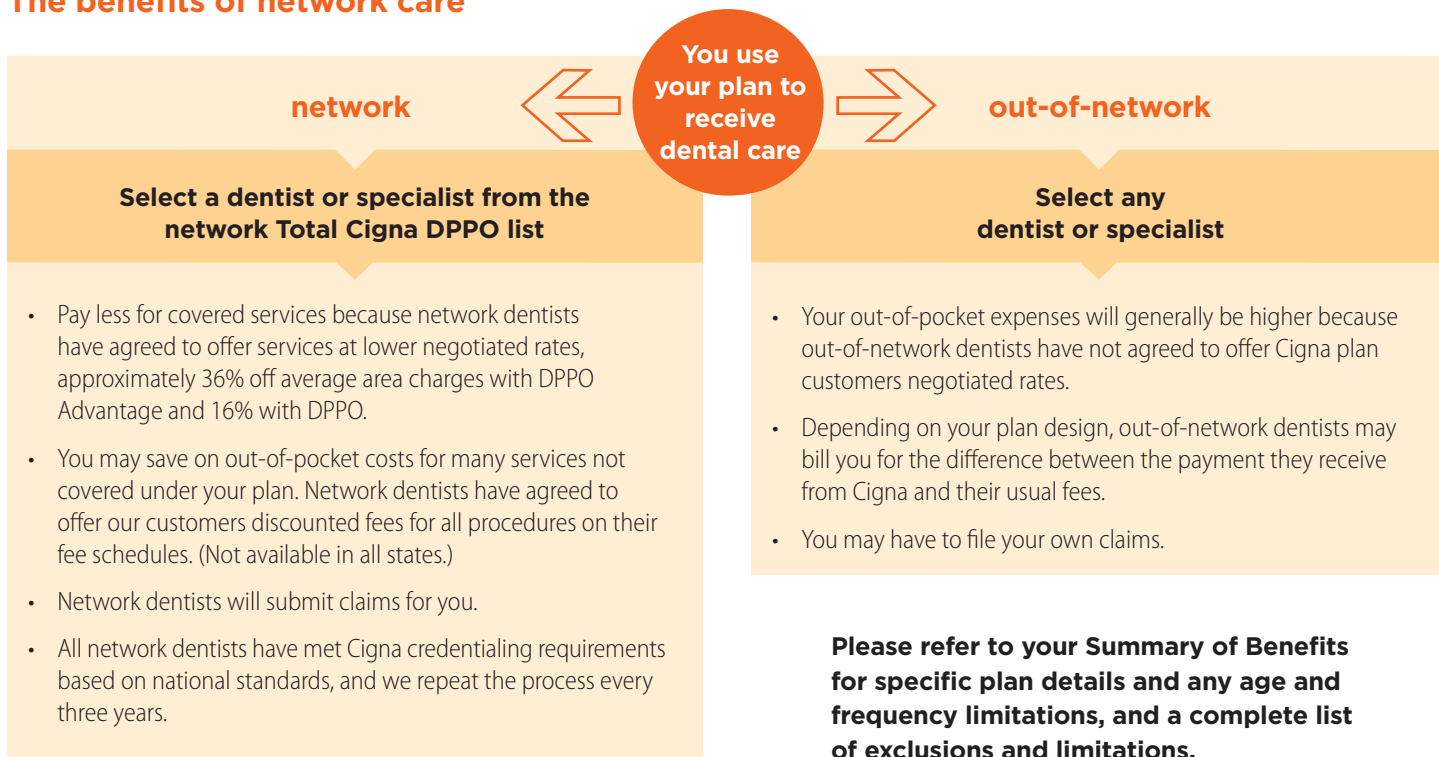 The benefits of network care
You use
your plan to
receive
dental care
network
Select a dentist or specialist from the
network Total Cigna DPPO list
• Pay less for covered services because network dentists
have agreed to offer services at lower negotiated rates,
approximately 36% off average area charges with DPPO
Advantage and 16% with DPPO.
• You may save on out-of-pocket costs for many services not
covered under your plan. Network dentists have agreed to
offer our customers discounted fees for all procedures on their
fee schedules. (Not available in all states.)
• Network dentists will submit claims for you.
• All network dentists have met Cigna credentialing requirements
based on national standards, and we repeat the process every
three years.
out-of-network
Select any
dentist or specialist
• Your out-of-pocket expenses will generally be higher because
out-of-network dentists have not agreed to offer Cigna plan
customers negotiated rates.
• Depending on your plan design, out-of-network dentists may
bill you for the difference between the payment they receive
from Cigna and their usual fees.
• You may have to file your own claims.
Please refer to your Summary of Benefits
for specific plan details and any age and
frequency limitations, and a complete list
of exclusions and limitations.